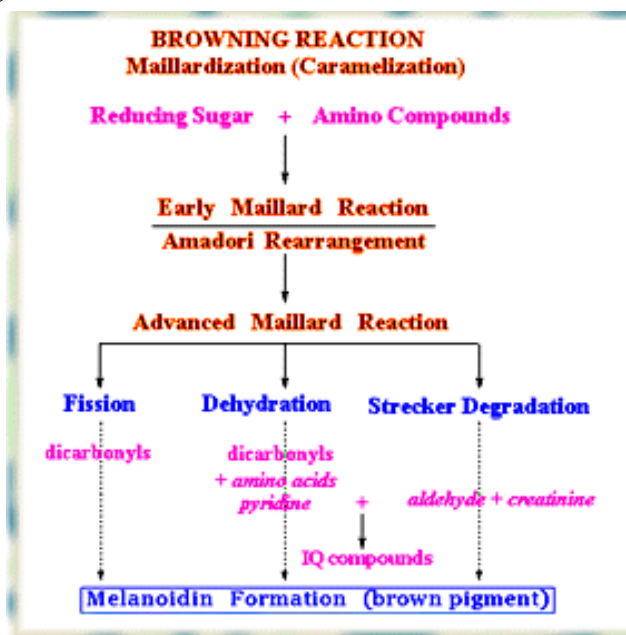 BROWNING REACTION
Maillardization (Caramelization)
Reducing Sugar + Amino Compounds
Early Maillard Reaction
Amadori Rearrangement
Advanced Maillard Reaction
Fission Dehydration Strecker Degradation
dicarbonyls dicarbonyls
+ amino acids
pyridine + aldehyde + creatinine
IQ compounds
Melanoidin Formation (brown pigment)